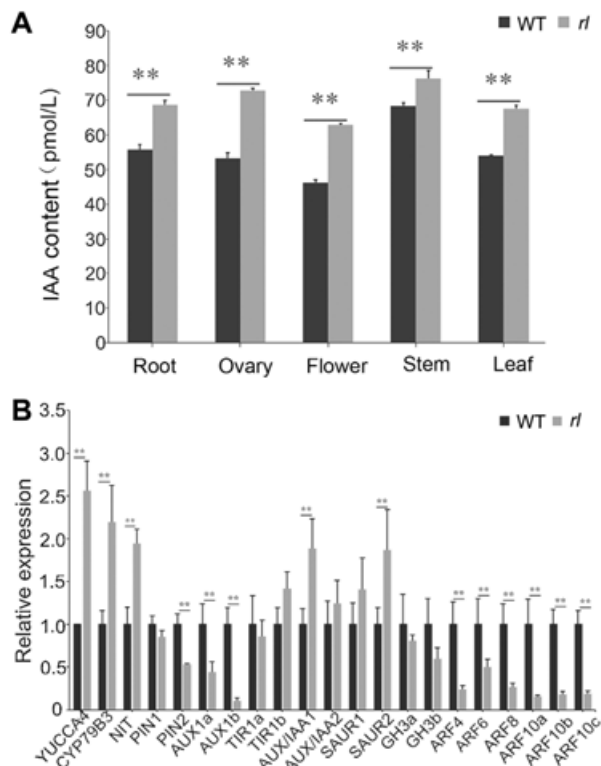 A
WT rl
IAA content ( pmol/L)
90
80
70
60
50
40
30
20
10
0
** ** ** ** **
Root Ovary Flower Stem Leaf
B
WT rl
Relative expression
3.5
3.0
2.5
2.0
1.5
1.0
0.5
0
** ** ** ** ** ** ** ** ** ** ** ** ** **
YUCCA4 CYP79B3 NIT PIN1 PIN2 AUX1a AUX1b TIR1a TIR1b AUX/IAA1 AUX/IAA2 SAUR1 SAUR2 GH3a GH3b ARF4 ARF6 ARF8 ARF10a ARF10b ARF10c